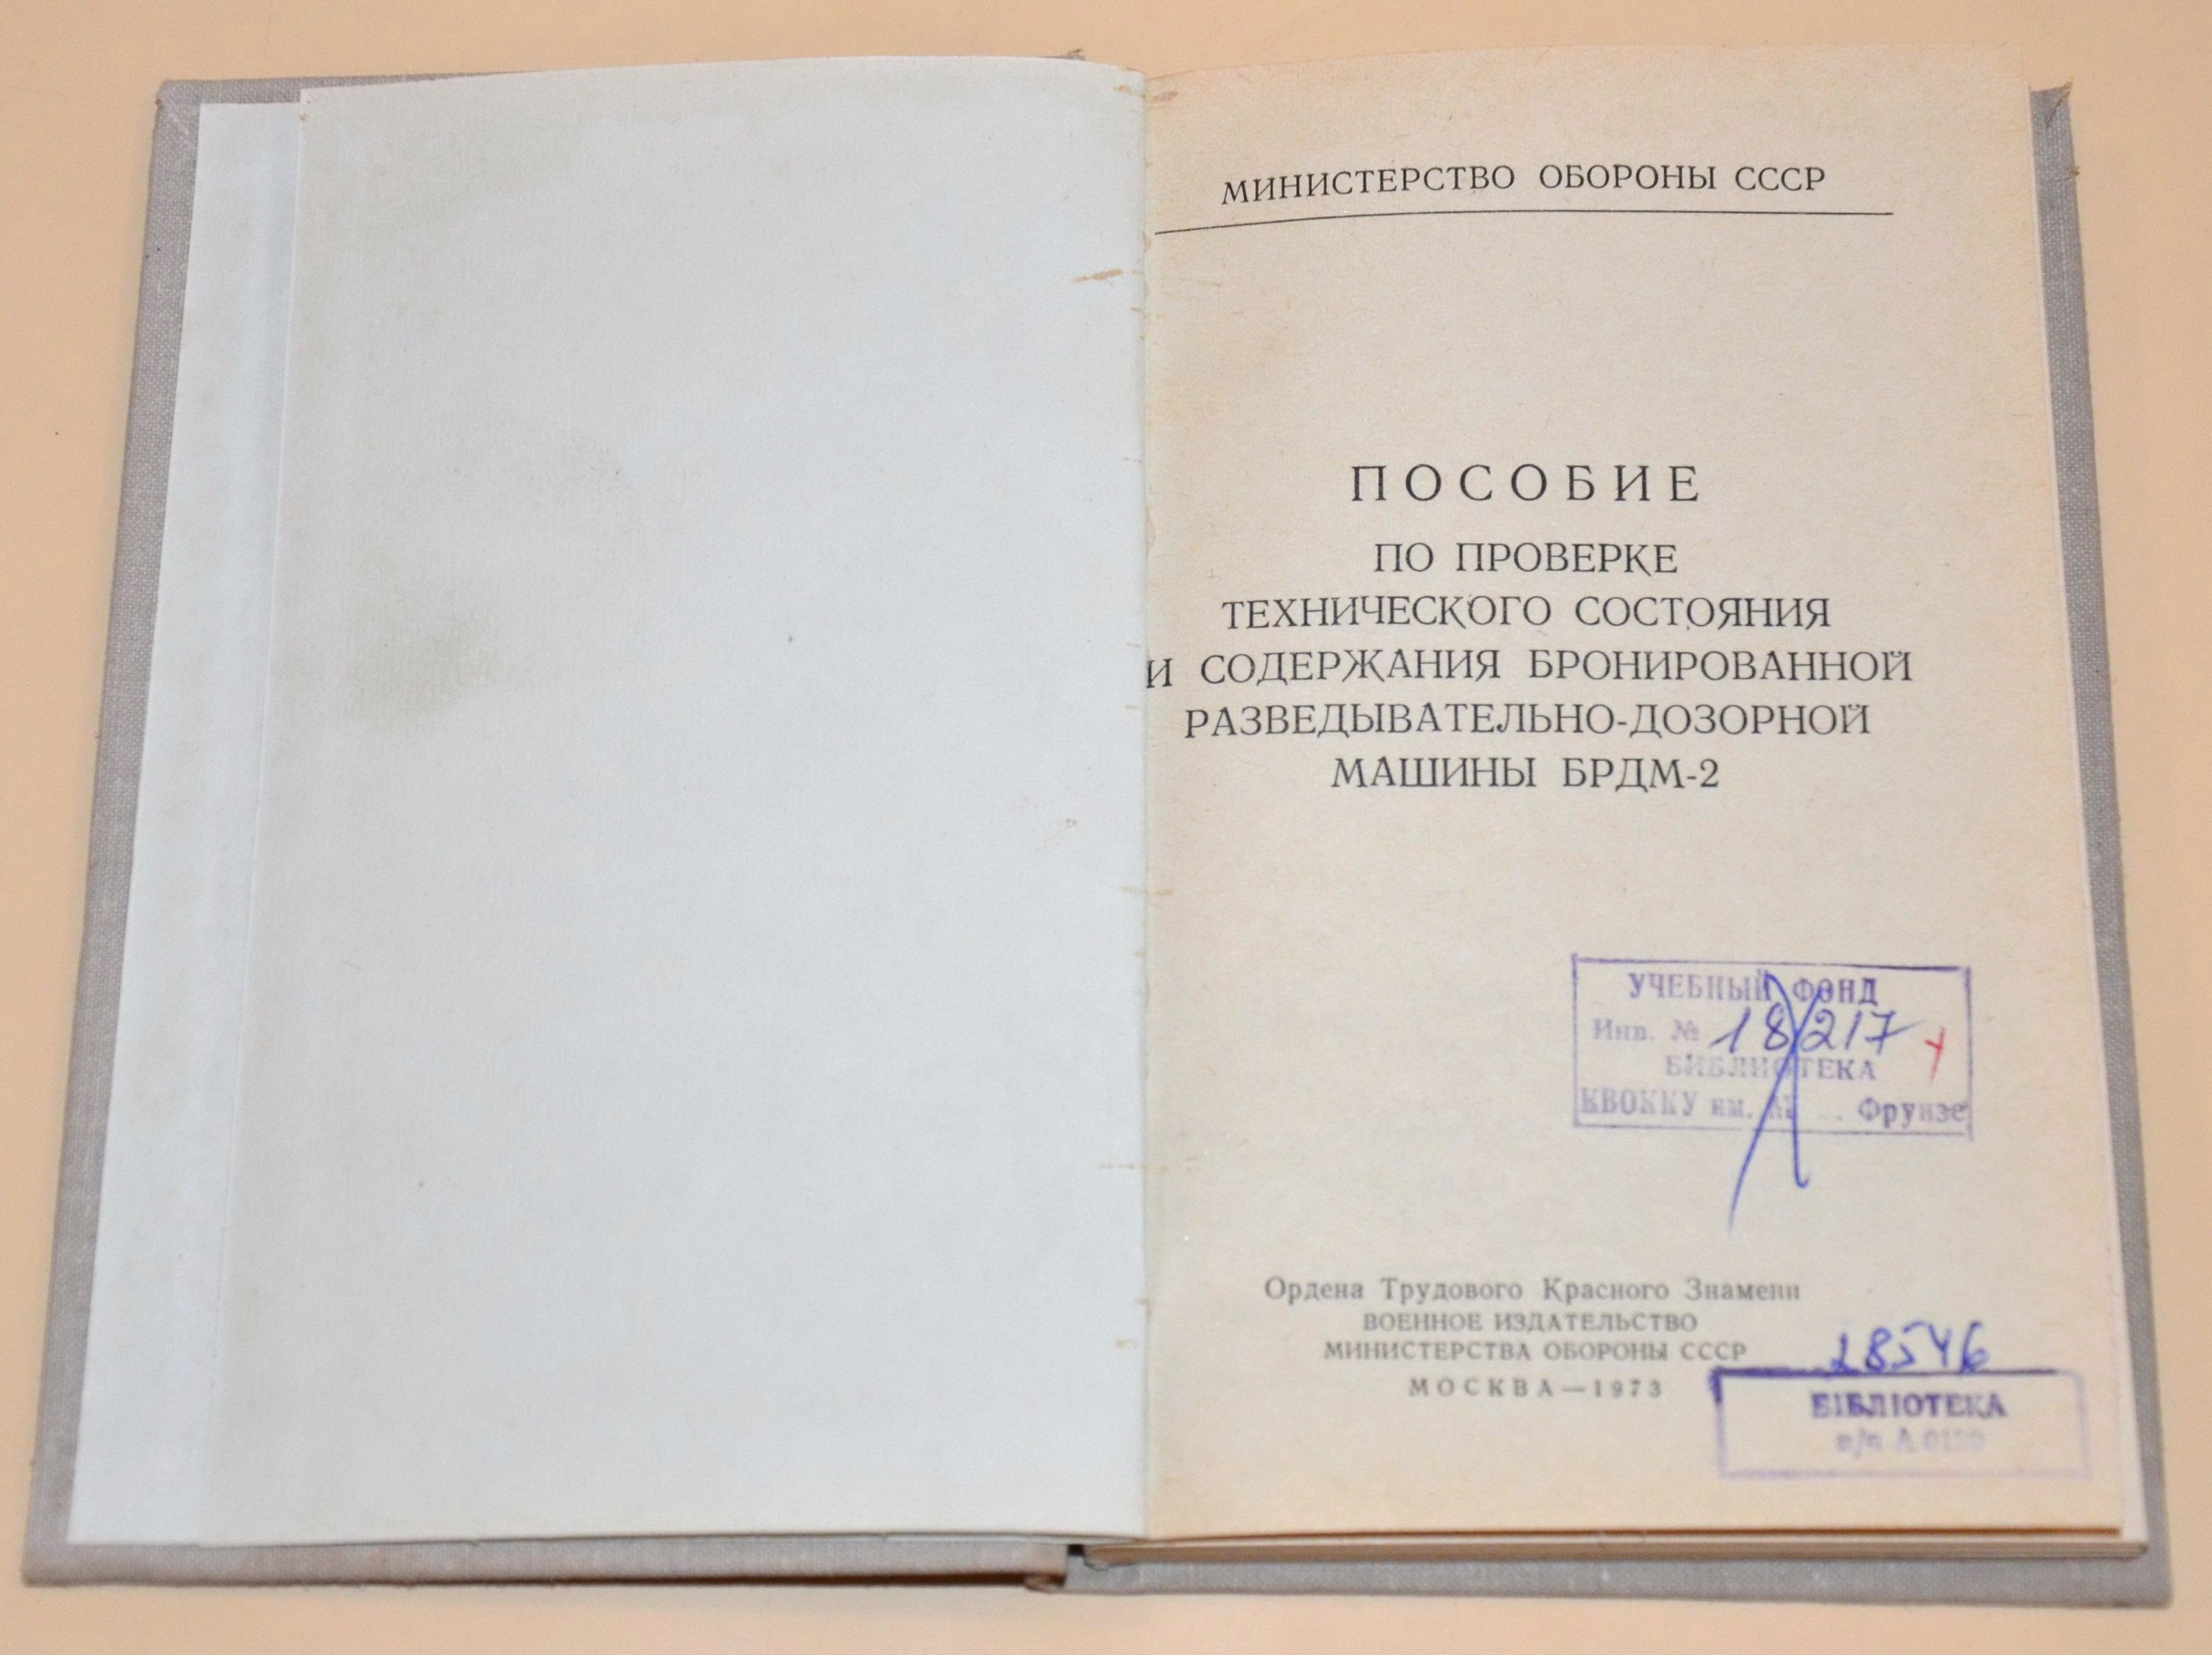 МИНИСТЕРСТВО ОБОРОНЫ СССР
ПОСОБИЕ
ПО ПРОВЕРКЕ
ТЕХНИЧЕСКОГО СОСТОЯНИЯ
И СОДЕРЖАНИЯ БРОНИРОВАННОЙ
РАЗВЕДЫВАТЕЛЬНО-ДОЗОРНОЙ
МАШИНЫ БРДМ-2
УЧЕБНЫЙ ФОНД
Инв. № 18217
БИБЛИОТЕКА
КВОККУ им. Фрунзе
Ордена Трудового Красного Знамени
ВОЕННОЕ ИЗДАТЕЛЬСТВО
МИНИСТЕРСТВА ОБОРОНЫ СССР
МОСКВА—1973
28546
БІБЛІОТЕКА